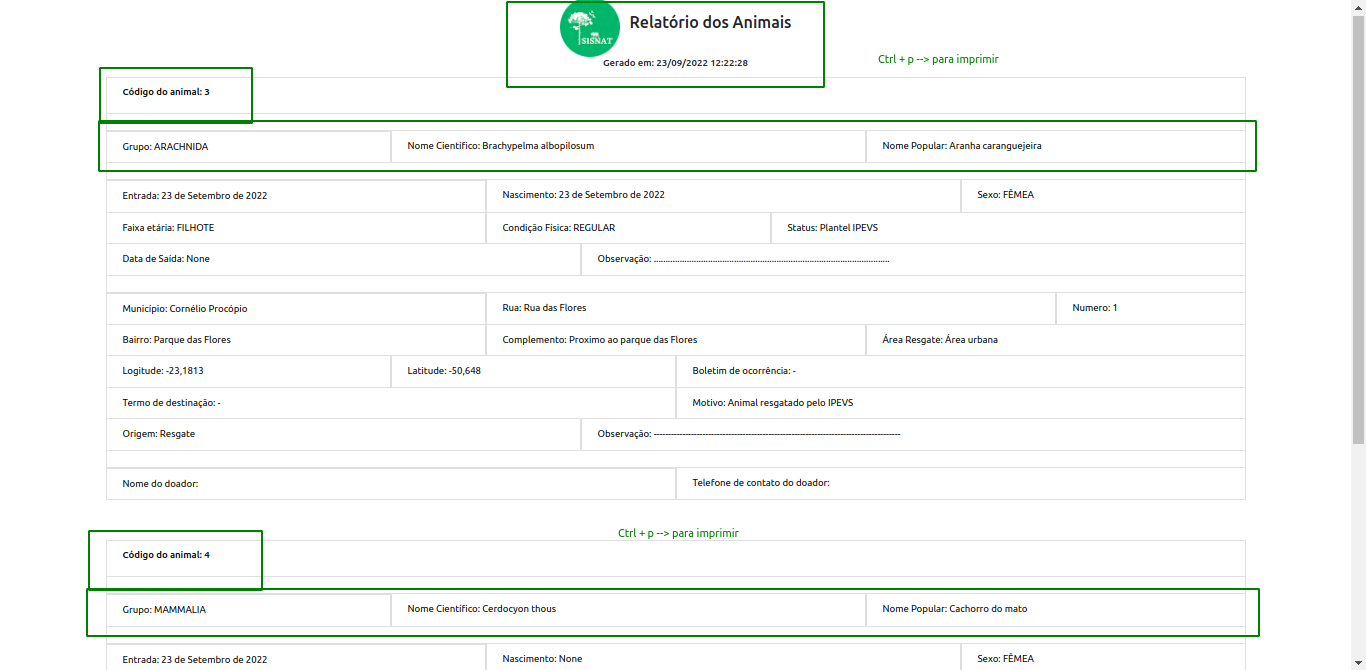 SISNAT
Relatório dos Animais
Gerado em: 23/09/2022 12:22:28
Ctrl + p --> para imprimir
Código do animal: 3
Grupo: ARACHNIDA Nome Científico: Brachypelma albopilosum Nome Popular: Aranha caranguejeira
Entrada: 23 de Setembro de 2022 Nascimento: 23 de Setembro de 2022 Sexo: FÊMEA
Faixa etária: FILHOTE Condição Física: REGULAR Status: Plantel IPEVS
Data de Saída: None Observação: ........................................................................................................
Município: Cornélio Procópio Rua: Rua das Flores Numero: 1
Bairro: Parque das Flores Complemento: Proximo ao parque das Flores Área Resgate: Área urbana
Logitude: -23,1813 Latitude: -50,648 Boletim de ocorrência: -
Termo de destinação: - Motivo: Animal resgatado pelo IPEVS
Origem: Resgate Observação: ----------------------------------------------------------------------------------------
Nome do doador: Telefone de contato do doador:
Ctrl + p --> para imprimir
Código do animal: 4
Grupo: MAMMALIA Nome Científico: Cerdocyon thous Nome Popular: Cachorro do mato
Entrada: 23 de Setembro de 2022 Nascimento: None Sexo: FÊMEA